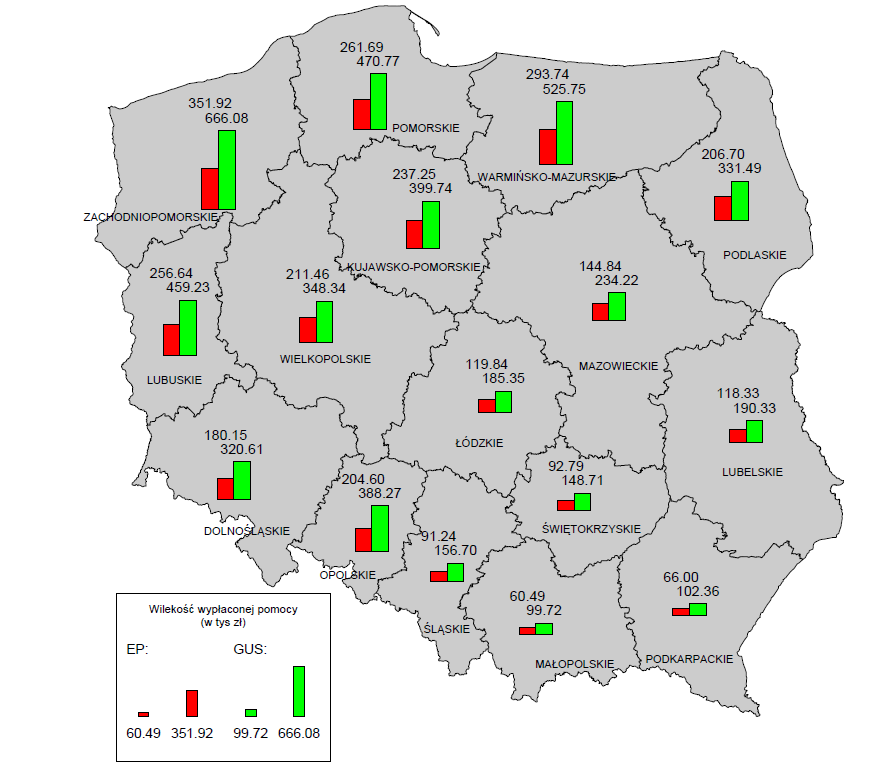 261.69
470.77
POMORSKIE
293.74
525.75
WARMIŃSKO-MAZURSKIE
351.92
666.08
ZACHODNIOPOMORSKIE
206.70
331.49
PODLASKIE
237.25
399.74
KUJAWSKO-POMORSKIE
256.64
459.23
LUBUSKIE
211.46
348.34
WIELKOPOLSKIE
144.84
234.22
MAZOWIECKIE
119.84
185.35
ŁÓDZKIE
118.33
190.33
LUBELSKIE
180.15
320.61
DOLNOŚLĄSKIE
204.60
388.27
OPOLSKIE
92.79
148.71
ŚWIĘTOKRZYSKIE
91.24
156.70
ŚLĄSKIE
60.49
99.72
MAŁOPOLSKIE
66.00
102.36
PODKARPACKIE
Wilekość wypłaconej pomocy
(w tys zł)
EP: GUS:
60.49 351.92 99.72 666.08